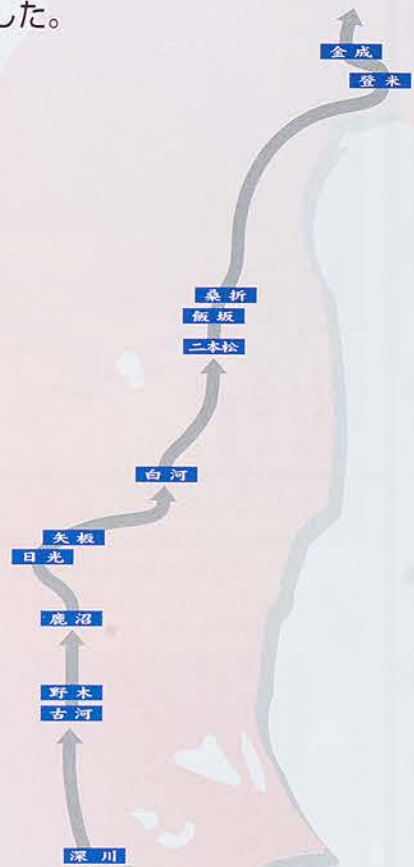 した。
金成
登米
桑折
飯坂
二本松
白河
矢板
日光
鹿沼
野木
古河
深川